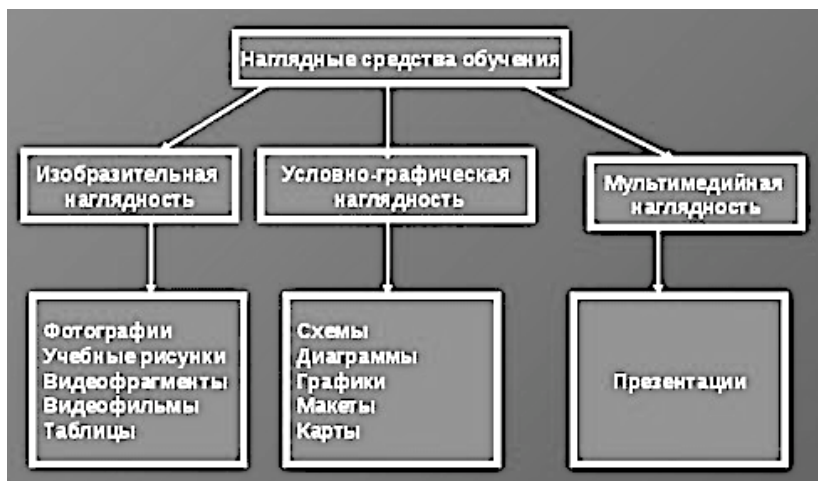 Наглядные средства обучения
Изобразительная
наглядность
Условно-графическая
наглядность
Мультимедийная
наглядность
Фотографии
Учебные рисунки
Видеофрагменты
Видеофильмы
Таблицы
Схемы
Диаграммы
Графики
Макеты
Карты
Презентации